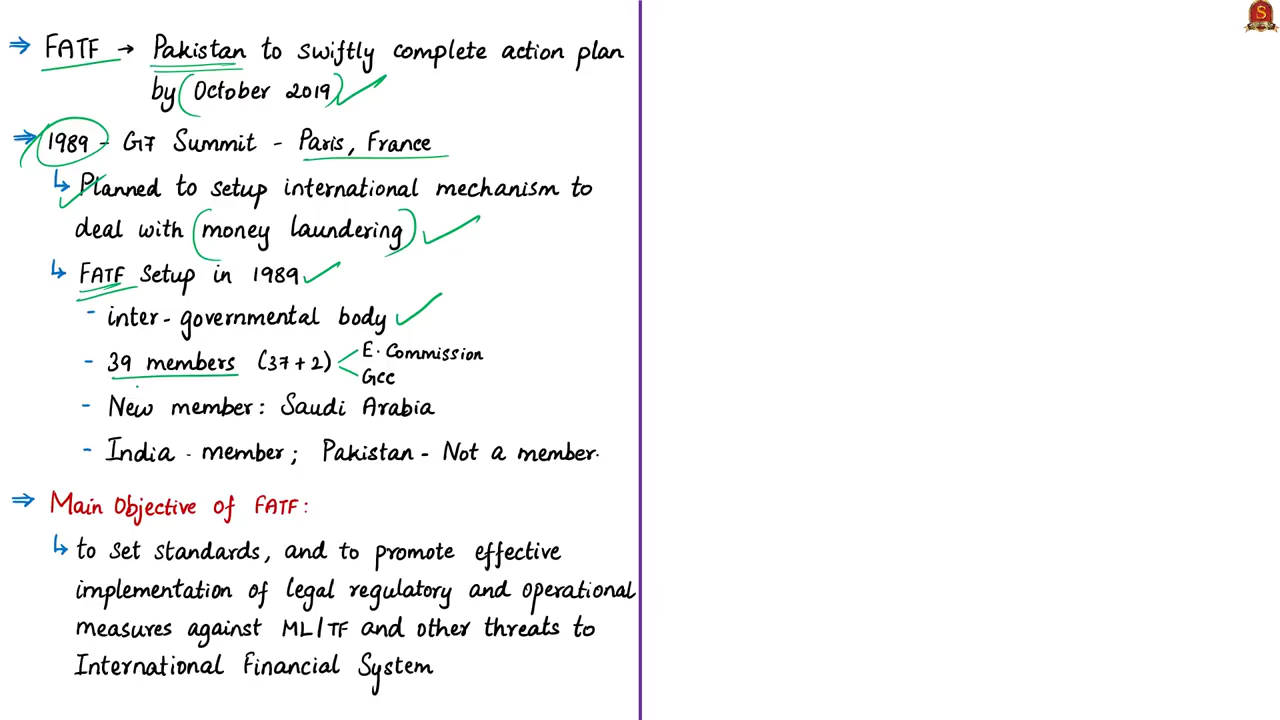 ⇒ FATF → Pakistan to swiftly complete action plan
by (October 2019)
⇒ 1989 - G7 Summit - Paris, France
↳ Planned to setup international mechanism to
deal with (money laundering)
↳ FATF setup in 1989
- inter-governmental body
- 39 members (37+2) < E. Commission
GCC
- New member: Saudi Arabia
- India - member; Pakistan - Not a member.
⇒ Main Objective of FATF:
↳ to set standards, and to promote effective
implementation of legal regulatory and operational
measures against ML/TF and other threats to
International Financial System
S